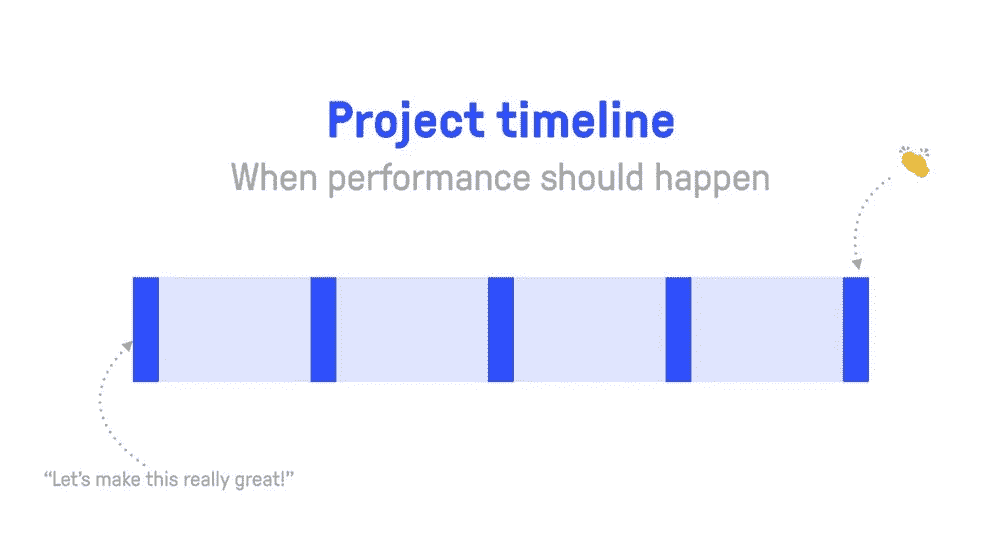 Project timeline
When performance should happen
“Let’s make this really great!”